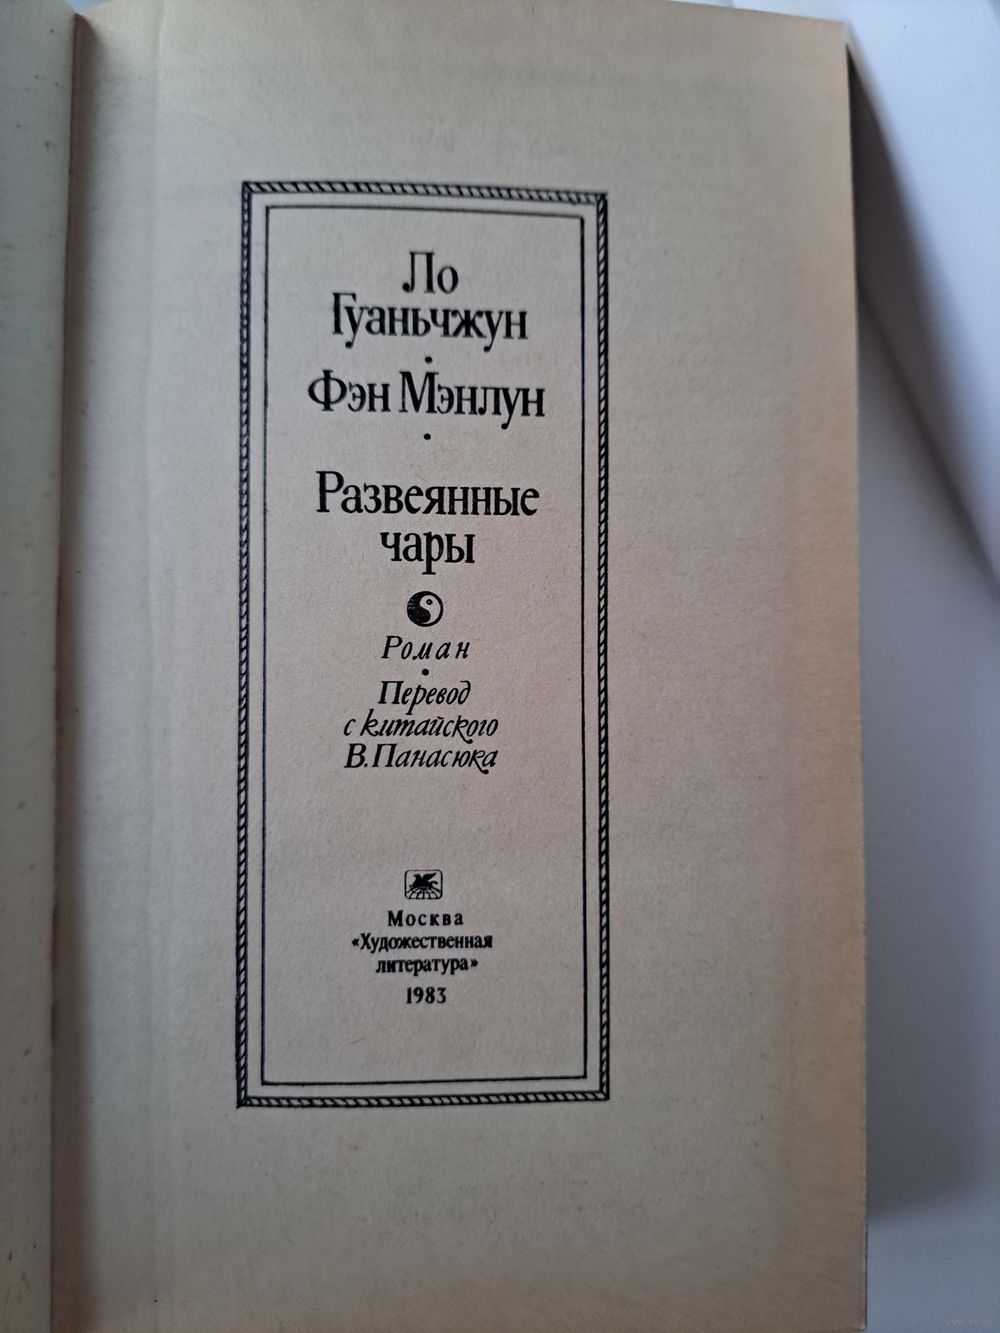 Ло
Гуаньчжун
Фэн Мэнлун
Развеянные
чары
Роман
Перевод
с китайского
В. Панасюка
Москва
«Художественная
литература»
1983